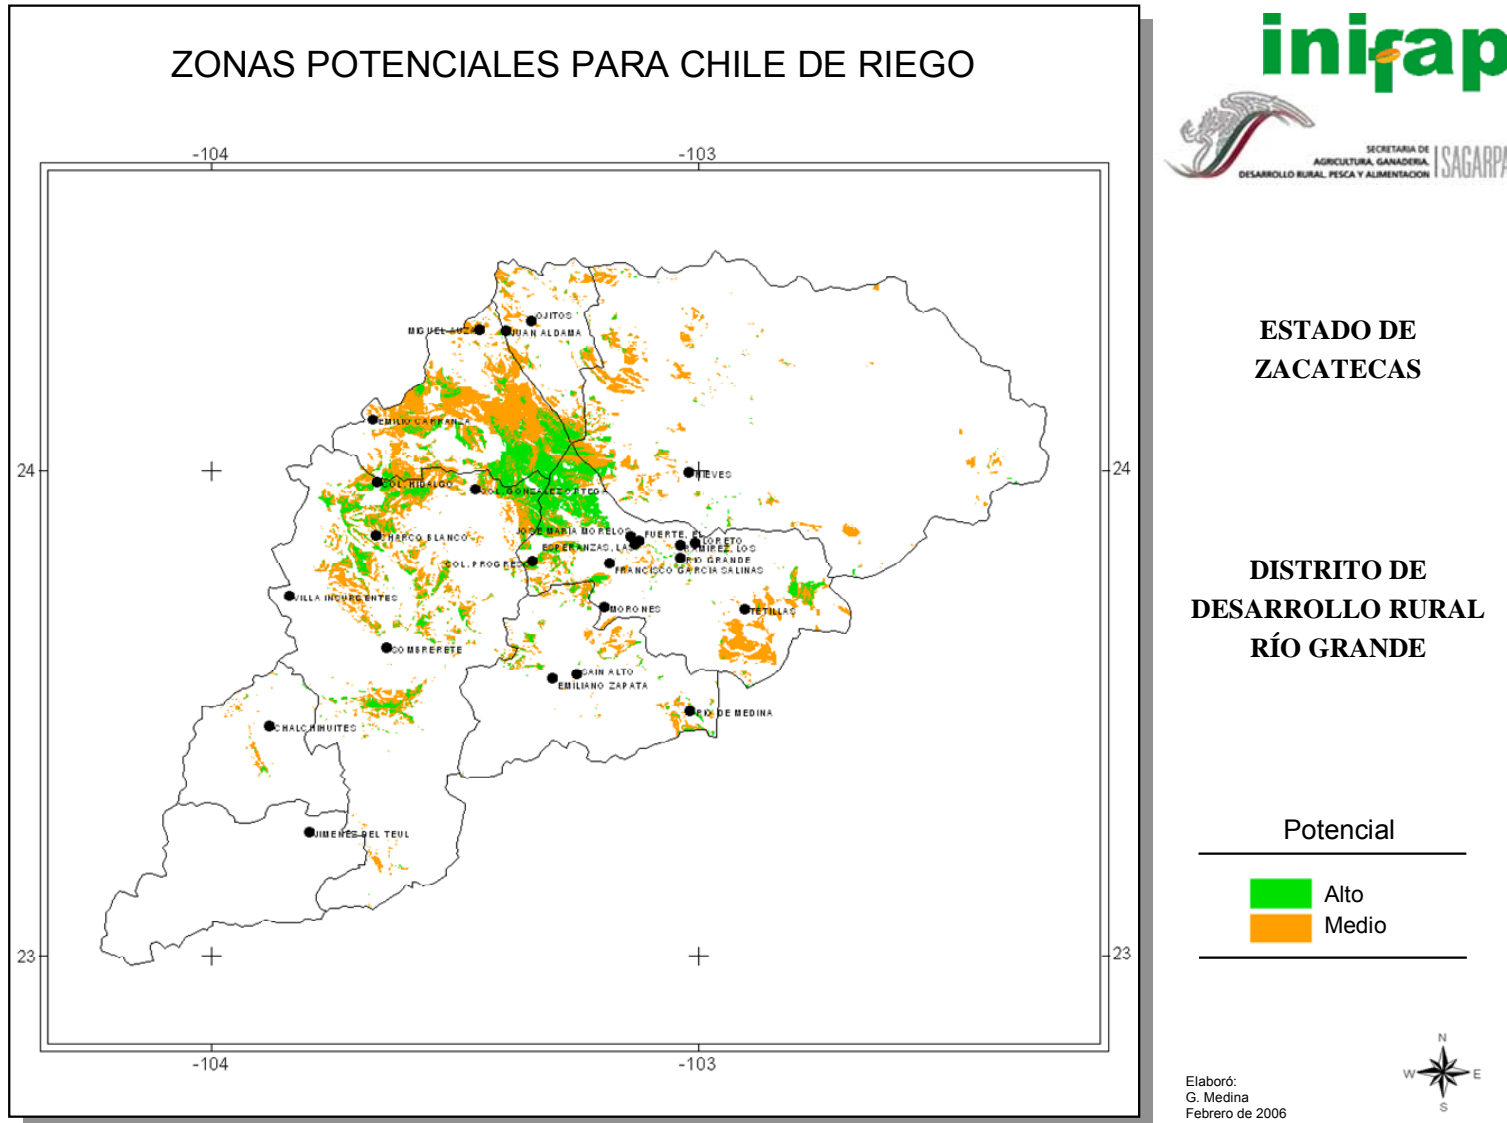 ZONAS POTENCIALES PARA CHILE DE RIEGO
-104
-103
OJITOS
MIGUEL AUZA
JUAN ALDAMA
EMILIO CARRANZA
24
24
NIEVES
COL. HIDALGO
COL. GONZALEZ ORTEGA
JOSE MARIA MORELOS
FUERTE, EL
LORETO
CHARCO BLANCO
ESPERANZAS, LAS
RAMIREZ, LOS
COL. PROGRESO
RIO GRANDE
FRANCISCO GARCIA SALINAS
VILLA INSURGENTES
MORONES
TETILLAS
SOMBRERETE
SAIN ALTO
EMILIANO ZAPATA
RIO DE MEDINA
CHALCHIHUITES
JIMENEZ DEL TEUL
23
23
-104
-103
inifap
SECRETARIA DE
AGRICULTURA, GANADERIA,
DESARROLLO RURAL, PESCA Y ALIMENTACION
SAGARPA
ESTADO DE
ZACATECAS
DISTRITO DE
DESARROLLO RURAL
RÍO GRANDE
Potencial
Alto
Medio
N
W
E
S
Elaboró:
G. Medina
Febrero de 2006